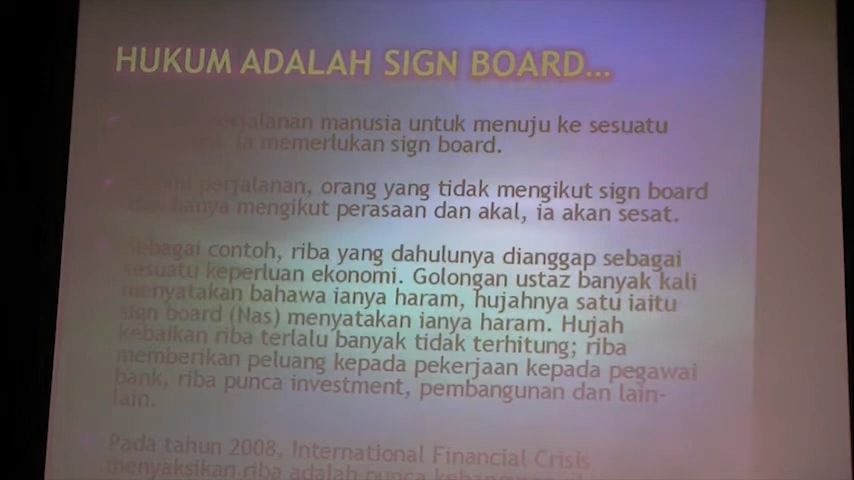 HUKUM ADALAH SIGN BOARD...
perjalanan manusia untuk menuju ke sesuatu
ia memerlukan sign board.
perjalanan, orang yang tidak mengikut sign board
dan hanya mengikut perasaan dan akal, ia akan sesat.
Sebagai contoh, riba yang dahulunya dianggap sebagai
sesuatu keperluan ekonomi. Golongan ustaz banyak kali
menyatakan bahawa ianya haram, hujahnya satu iaitu
sign board (Nas) menyatakan ianya haram. Hujah
kebaikan riba terlalu banyak tidak terhitung; riba
memberikan peluang kepada pekerjaan kepada pegawai
bank, riba punca investment, pembangunan dan lain-
lain.
Pada tahun 2008, International Financial Crisis
menyaksikan riba adalah punca